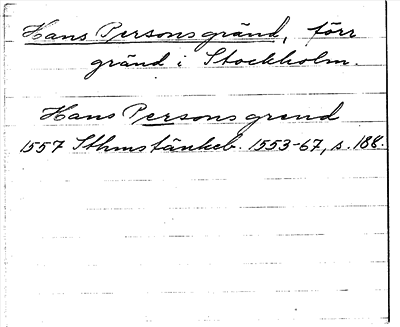 Hans Persons gränd, förr
gränd i Stockholm.
Hans Persons grend
1557 Sthms tänkeb. 1553-67, s. 188.